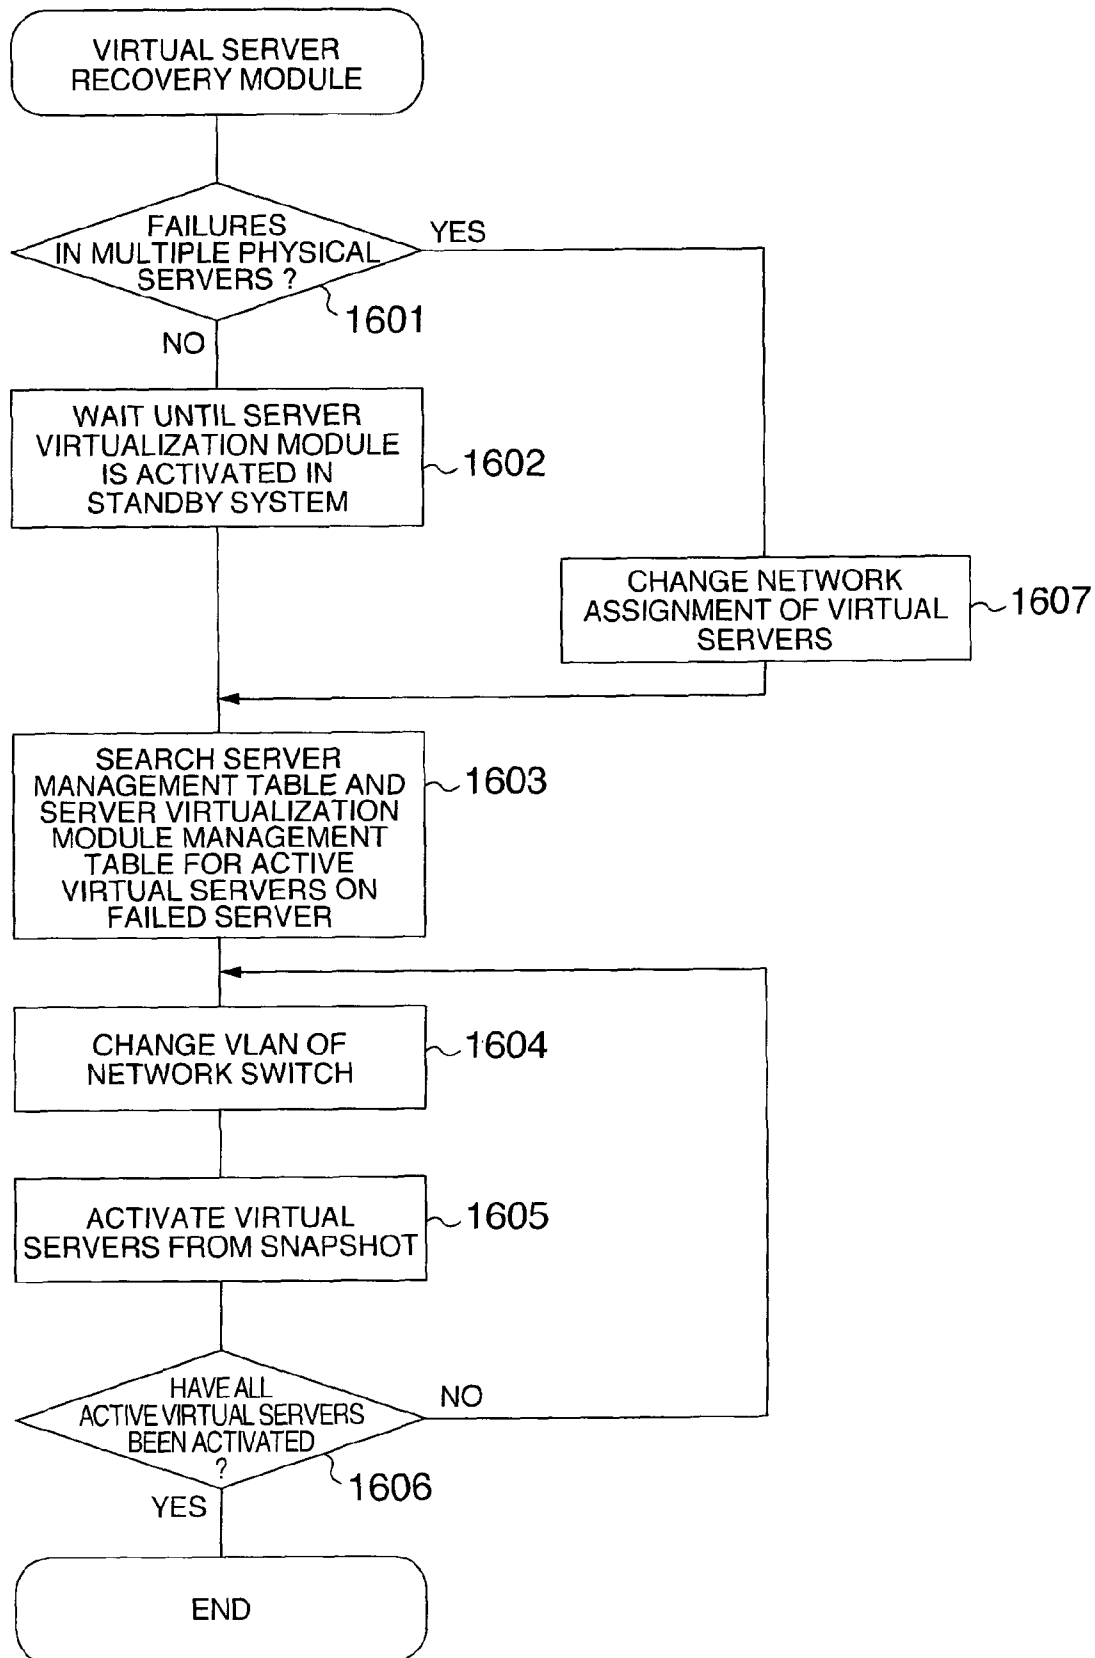 VIRTUAL SERVER
RECOVERY MODULE
FAILURES
IN MULTIPLE PHYSICAL
SERVERS ?
YES
1601
NO
WAIT UNTIL SERVER
VIRTUALIZATION MODULE
IS ACTIVATED IN
STANDBY SYSTEM
1602
CHANGE NETWORK
ASSIGNMENT OF VIRTUAL
SERVERS
1607
SEARCH SERVER
MANAGEMENT TABLE AND
SERVER VIRTUALIZATION
MODULE MANAGEMENT
TABLE FOR ACTIVE
VIRTUAL SERVERS ON
FAILED SERVER
1603
CHANGE VLAN OF
NETWORK SWITCH
1604
ACTIVATE VIRTUAL
SERVERS FROM SNAPSHOT
1605
HAVE ALL
ACTIVE VIRTUAL SERVERS
BEEN ACTIVATED
?
NO
1606
YES
END